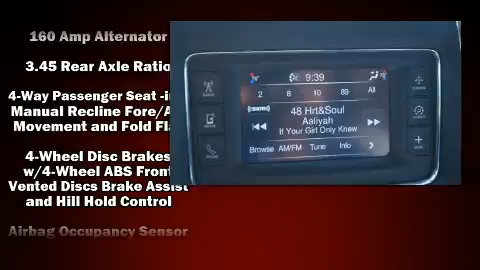 160 Amp Alternator
3.45 Rear Axle Ratio
4-Way Passenger Seat -in
Manual Recline Fore/A
Movement and Fold Fla
4-Wheel Disc Brakes
w/4-Wheel ABS Front
Vented Discs Brake Assist
and Hill Hold Control
Airbag Occupancy Sensor
9:39
2 8 10 89 All
48 Hrt&Soul
Aaliyah
If Your Girl Only Knew
Browse AM/FM Tune Info